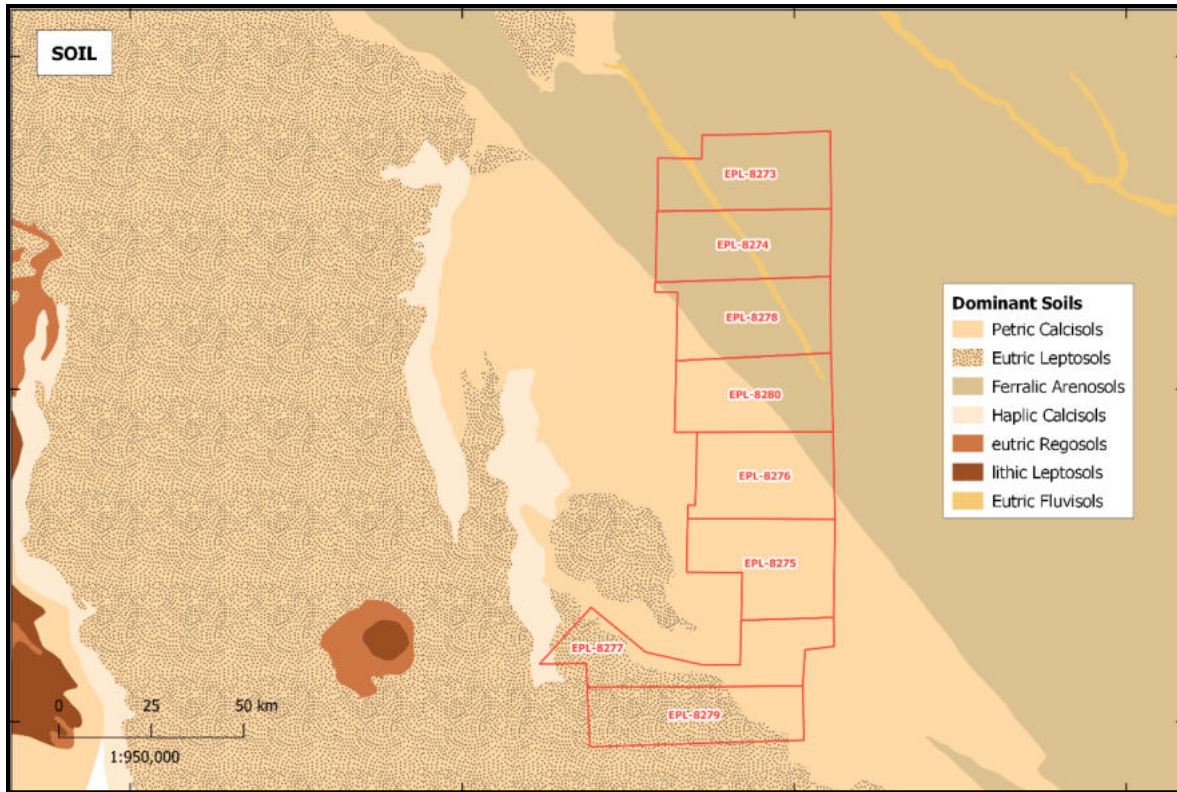 SOIL
EPL-8273
EPL-8274
EPL-8278
EPL-8280
EPL-8276
EPL-8275
EPL-8277
EPL-8279
Dominant Soils
Petric Calcisols
Eutric Leptosols
Ferralic Arenosols
Haplic Calcisols
eutric Regosols
lithic Leptosols
Eutric Fluvisols
0 25 50 km
1:950,000